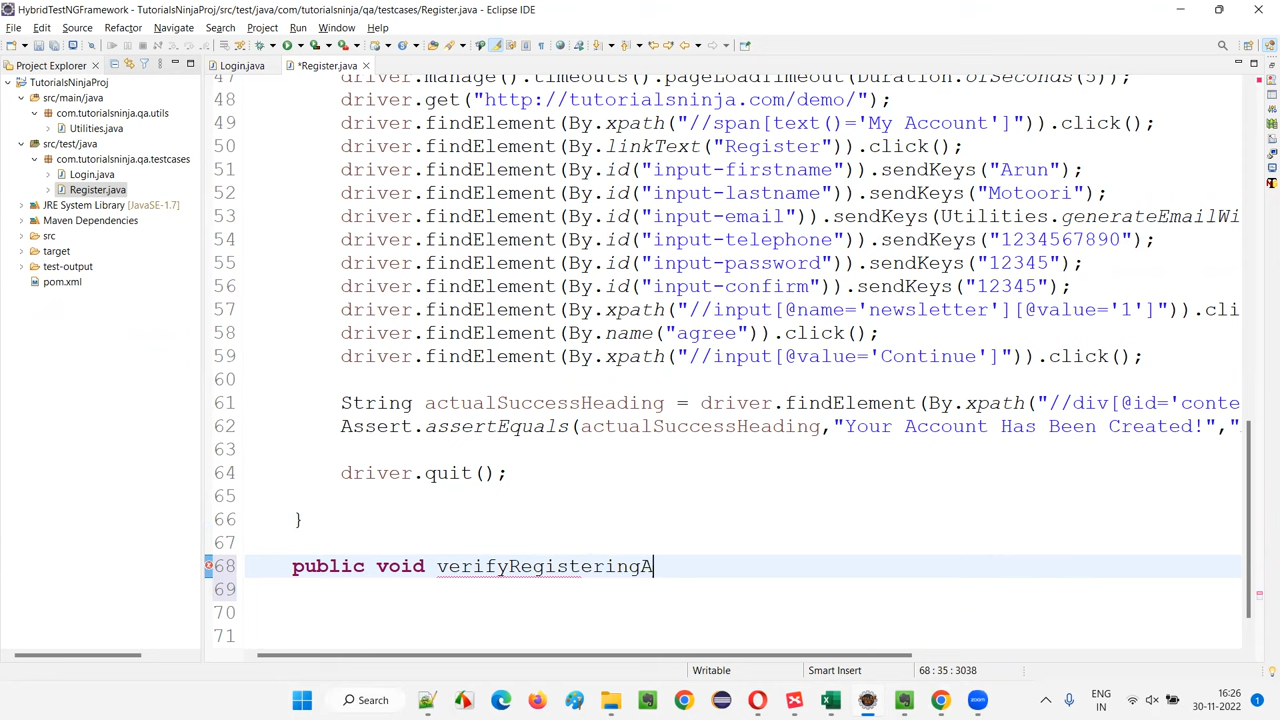 HybridTestNGFramework - TutorialsNinjaProj/src/test/java/com/tutorialsninja/qa/testcases/Register.java - Eclipse IDE
File Edit Source Refactor Navigate Search Project Run Window Help
Project Explorer
Login.java *Register.java
TutorialsNinjaProj
src/main/java
com.tutorialsninja.qa.utils
Utilities.java
src/test/java
com.tutorialsninja.qa.testcases
Login.java
Register.java
JRE System Library [JavaSE-1.7]
Maven Dependencies
src
target
test-output
pom.xml
47 driver.manage().timeouts().pageLoadTimeout(Duration.ofSeconds(5));
48 driver.get("http://tutorialsninja.com/demo/");
49 driver.findElement(By.xpath("//span[text()='My Account']")).click();
50 driver.findElement(By.linkText("Register")).click();
51 driver.findElement(By.id("input-firstname")).sendKeys("Arun");
52 driver.findElement(By.id("input-lastname")).sendKeys("Motoori");
53 driver.findElement(By.id("input-email")).sendKeys(Utilities.generateEmailWi
54 driver.findElement(By.id("input-telephone")).sendKeys("1234567890");
55 driver.findElement(By.id("input-password")).sendKeys("12345");
56 driver.findElement(By.id("input-confirm")).sendKeys("12345");
57 driver.findElement(By.xpath("//input[@name='newsletter'][@value='1']")).cli
58 driver.findElement(By.name("agree")).click();
59 driver.findElement(By.xpath("//input[@value='Continue']")).click();
60
61 String actualSuccessHeading = driver.findElement(By.xpath("//div[@id='conte
62 Assert.assertEquals(actualSuccessHeading,"Your Account Has Been Created!","
63
64 driver.quit();
65
66 }
67
68 public void verifyRegisteringA
69
70
71
Writable Smart Insert 68 : 35 : 3038
Search
zoom
ENG
IN
16:26
30-11-2022
1